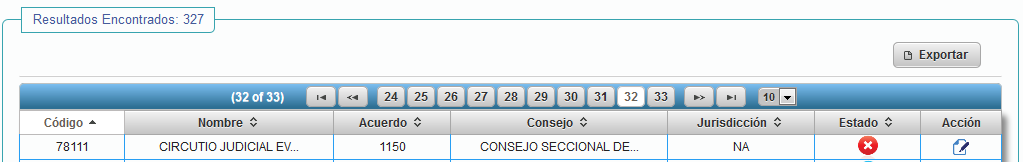 Resultados Encontrados: 327
Exportar
(32 of 33) 24 25 26 27 28 29 30 31 32 33 10
Código Nombre Acuerdo Consejo Jurisdicción Estado Acción
78111 CIRCUTIO JUDICIAL EV... 1150 CONSEJO SECCIONAL DE... NA